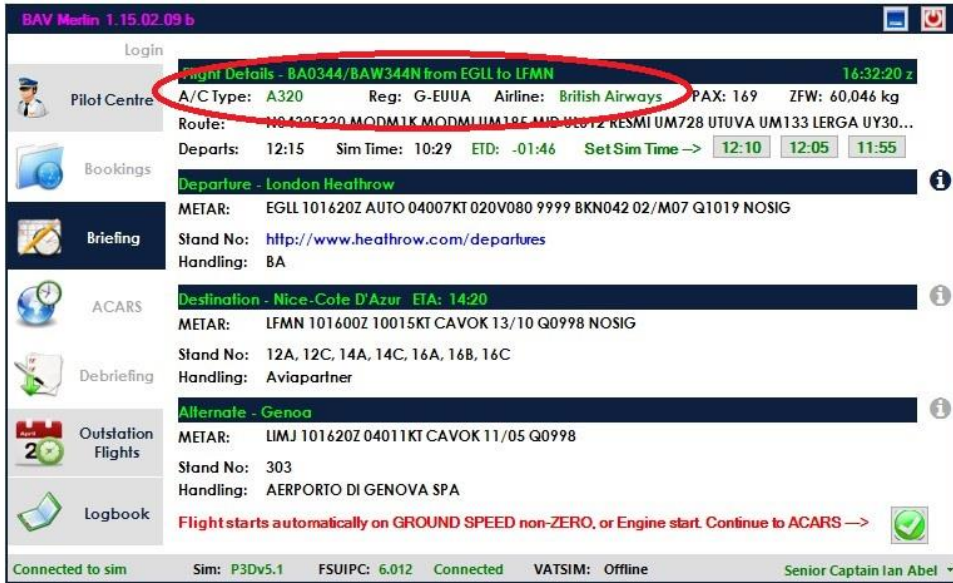 BAV Merlin 1.15.02.09 b
Login
Pilot Centre
Bookings
Briefing
ACARS
Debriefing
Outstation
Flights
Logbook
Flight Details - BA0344/BAW344N from EGLL to LFMN 16:32:20 z
A/C Type: A320 Reg: G-EUUA Airline: British Airways PAX: 169 ZFW: 60,046 kg
Route: MODM1K MODMI UM185 MID UL612 RESMI UM728 UTUVA UM133 LERGA UY30...
Departs: 12:15 Sim Time: 10:29 ETD: -01:46 Set Sim Time --> 12:10 12:05 11:55
Departure - London Heathrow
METAR: EGLL 101620Z AUTO 04007KT 020V080 9999 BKN042 02/M07 Q1019 NOSIG
Stand No: http://www.heathrow.com/departures
Handling: BA
Destination - Nice-Cote D'Azur ETA: 14:20
METAR: LFMN 101600Z 10015KT CAVOK 13/10 Q0998 NOSIG
Stand No: 12A, 12C, 14A, 14C, 16A, 16B, 16C
Handling: Aviapartner
Alternate - Genoa
METAR: LIMJ 101620Z 04011KT CAVOK 11/05 Q0998
Stand No: 303
Handling: AERPORTO DI GENOVA SPA
Flight starts automatically on GROUND SPEED non-ZERO, or Engine start. Continue to ACARS --->
Connected to sim Sim: P3Dv5.1 FSUIPC: 6.012 Connected VATSIM: Offline Senior Captain Ian Abel